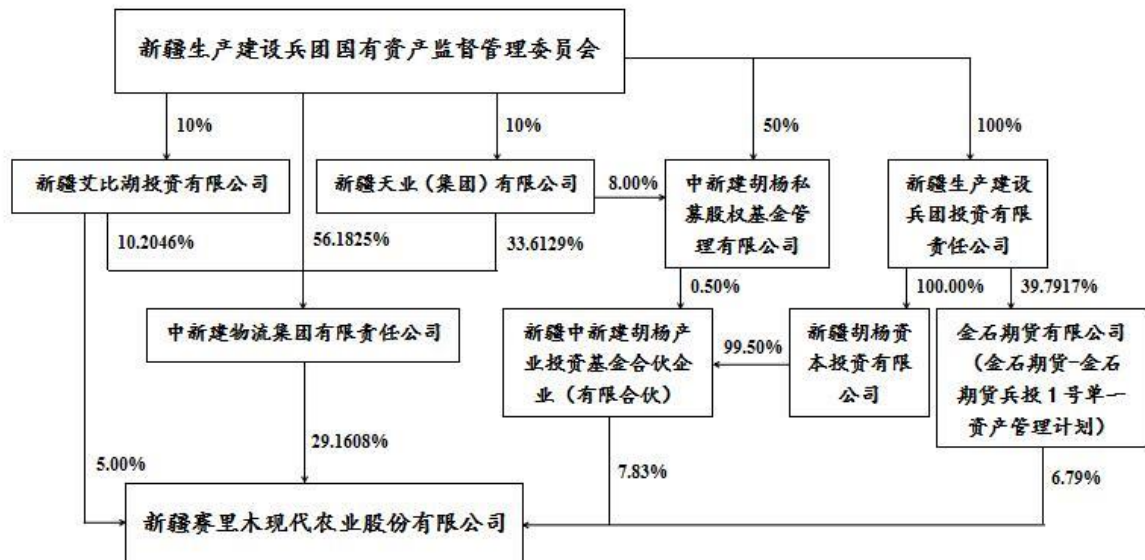 新疆生产建设兵团国有资产监督管理委员会
10%
10%
50%
100%
新疆艾比湖投资有限公司
新疆天业（集团）有限公司
8.00%
中新建胡杨私
募股权基金管
理有限公司
新疆生产建设
兵团投资有限
责任公司
10.2046%
56.1825%
33.6129%
0.50%
100.00%
39.7917%
中新建物流集团有限责任公司
新疆中新建胡杨产
业投资基金合伙企
业（有限合伙）
99.50%
新疆胡杨资
本投资有限
公司
金石期货有限公司
（金石期货-金石
期货兵投1号单一
资产管理计划）
29.1608%
5.00%
7.83%
6.79%
新疆赛里木现代农业股份有限公司